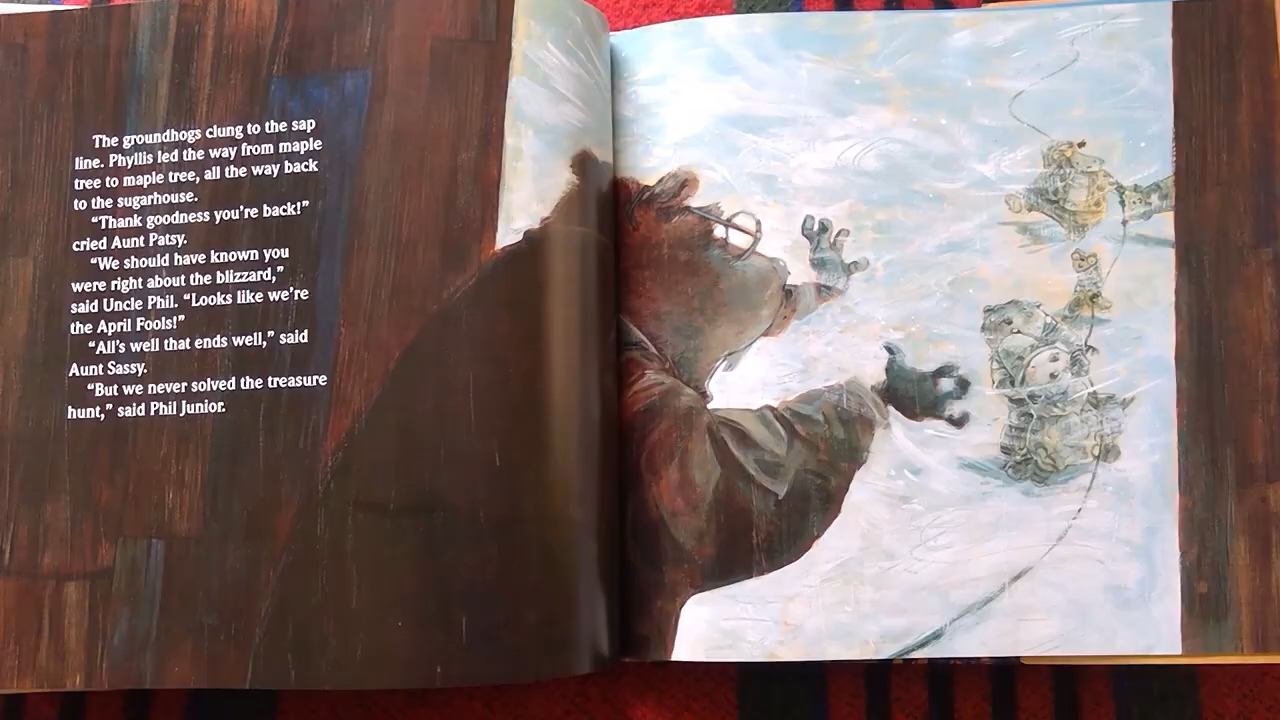 The groundhogs clung to the sap
line. Phyllis led the way from maple
tree to maple tree, all the way back
to the sugarhouse.
“Thank goodness you’re back!”
cried Aunt Patsy.
“We should have known you
were right about the blizzard,”
said Uncle Phil. “Looks like we’re
the April Fools!”
“All’s well that ends well,” said
Aunt Sassy.
“But we never solved the treasure
hunt,” said Phil Junior.